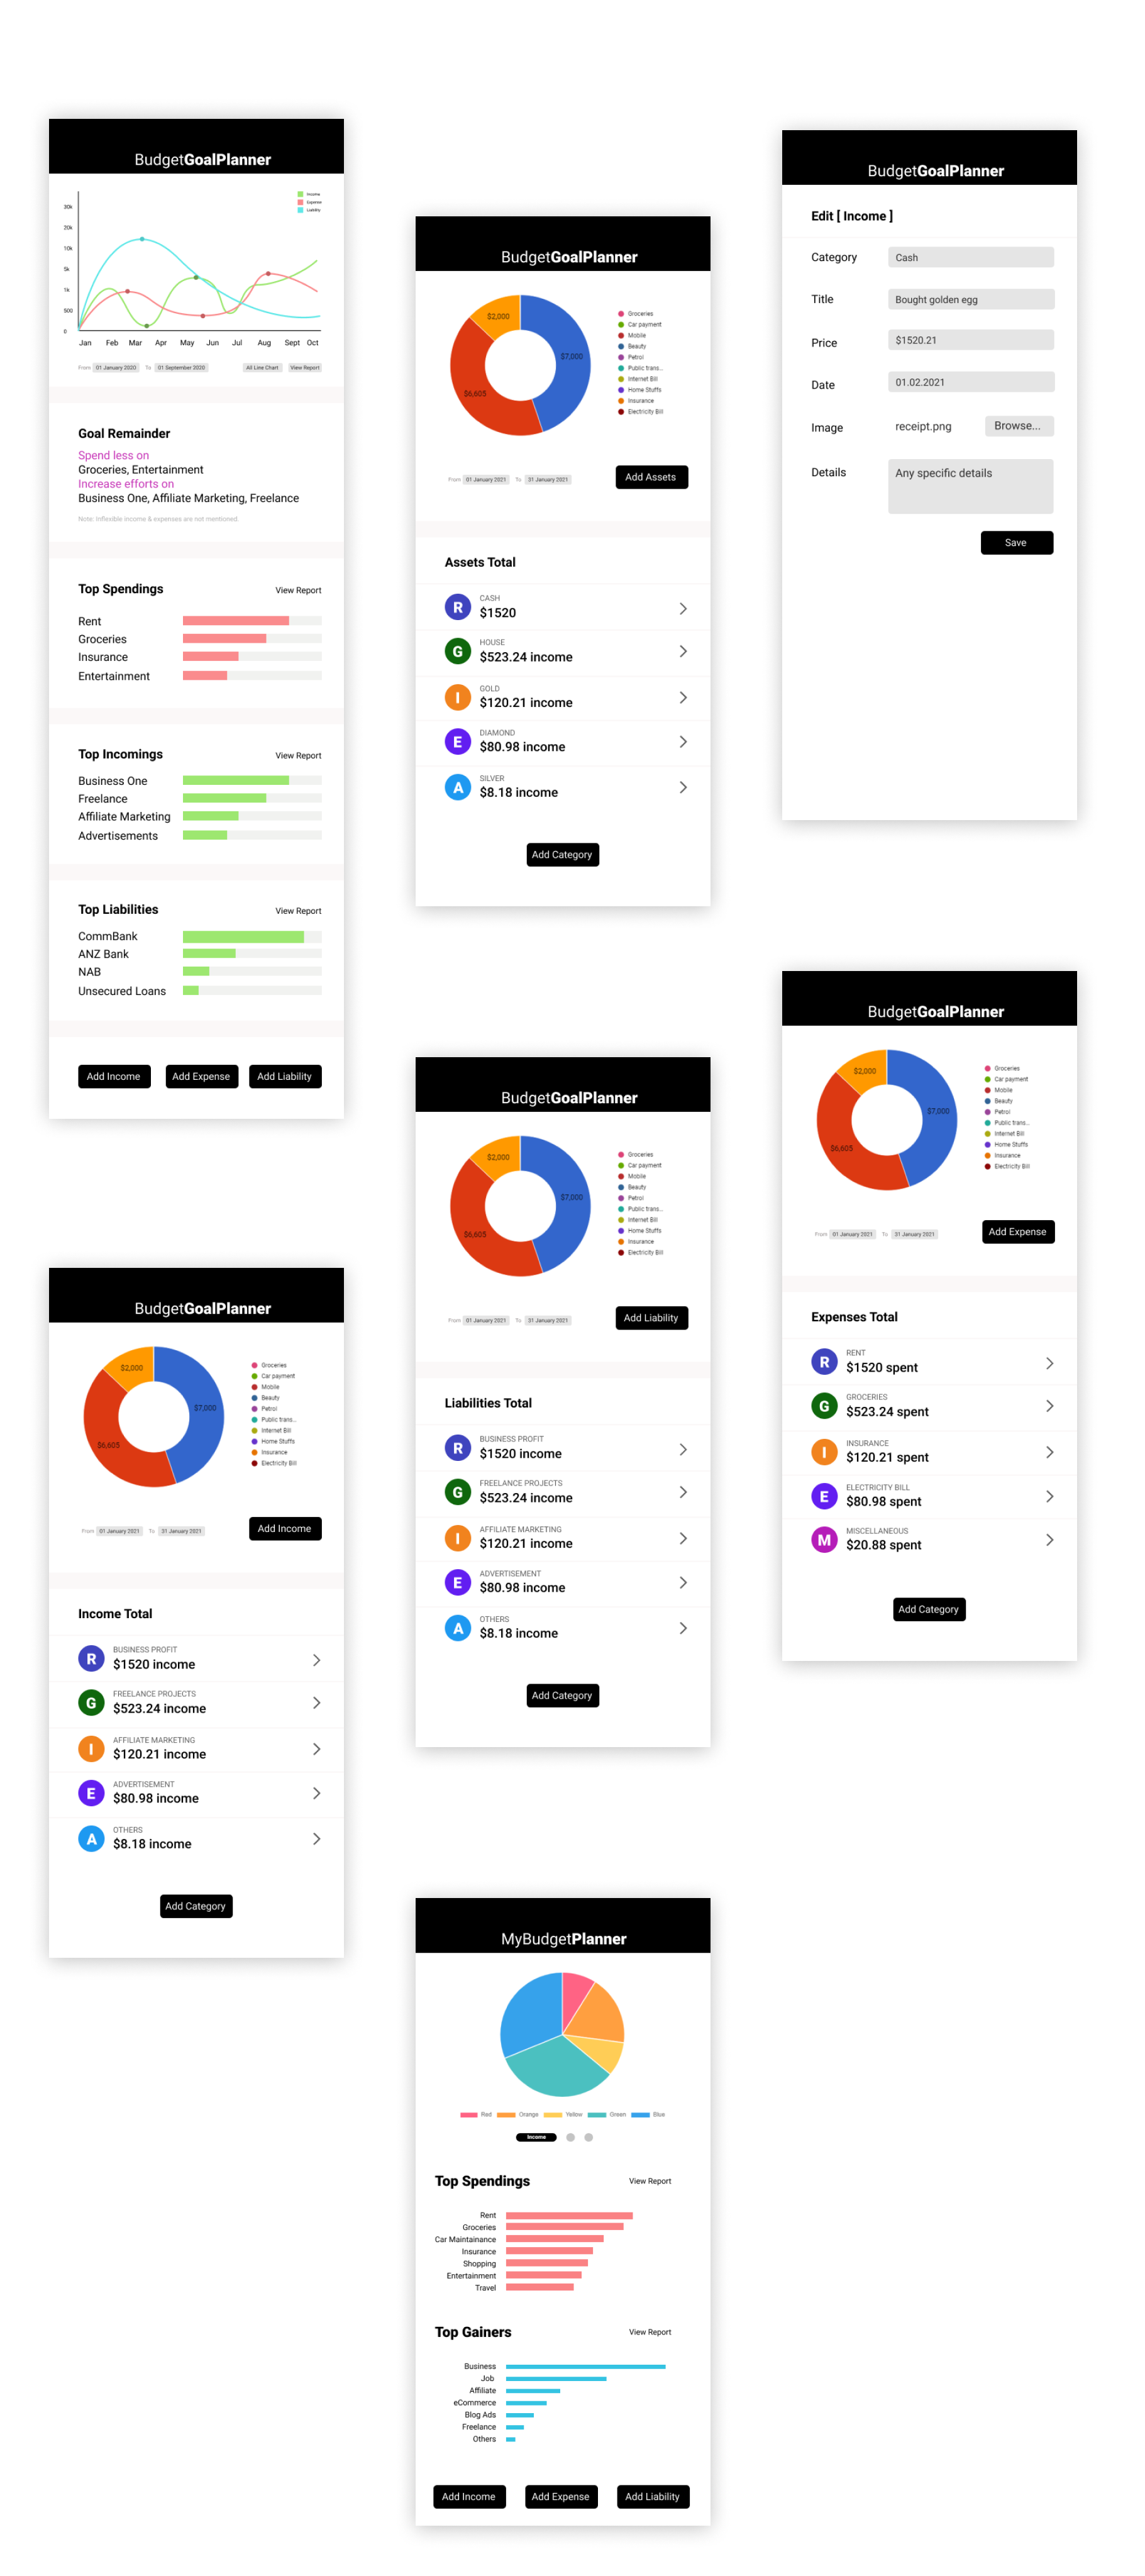 BudgetGoalPlanner
Income
Expense
Liability
30k
20k
10k
5k
1k
500
0
Jan Feb Mar Apr May Jun Jul Aug Sept Oct
From 01 January 2020 To 01 September 2020 All Line Chart View Report
Goal Remainder
Spend less on
Groceries, Entertainment
Increase efforts on
Business One, Affiliate Marketing, Freelance
Note: Inflexible income & expenses are not mentioned.
Top Spendings View Report
Rent
Groceries
Insurance
Entertainment
Top Incomings View Report
Business One
Freelance
Affiliate Marketing
Advertisements
Top Liabilities View Report
CommBank
ANZ Bank
NAB
Unsecured Loans
Add Income Add Expense Add Liability
BudgetGoalPlanner
$2,000
$7,000
$6,605
Groceries
Car payment
Mobile
Beauty
Petrol
Public trans...
Internet Bill
Home Stuffs
Insurance
Electricity Bill
From 01 January 2021 To 31 January 2021
Add Assets
Assets Total
R CASH
$1520
G HOUSE
$523.24 income
I GOLD
$120.21 income
E DIAMOND
$80.98 income
A SILVER
$8.18 income
Add Category
BudgetGoalPlanner
Edit [ Income ]
Category Cash
Title Bought golden egg
Price $1520.21
Date 01.02.2021
Image receipt.png Browse...
Details Any specific details
Save
BudgetGoalPlanner
$2,000
$7,000
$6,605
Groceries
Car payment
Mobile
Beauty
Petrol
Public trans...
Internet Bill
Home Stuffs
Insurance
Electricity Bill
From 01 January 2021 To 31 January 2021
Add Income
Income Total
R BUSINESS PROFIT
$1520 income
G FREELANCE PROJECTS
$523.24 income
I AFFILIATE MARKETING
$120.21 income
E ADVERTISEMENT
$80.98 income
A OTHERS
$8.18 income
Add Category
BudgetGoalPlanner
$2,000
$7,000
$6,605
Groceries
Car payment
Mobile
Beauty
Petrol
Public trans...
Internet Bill
Home Stuffs
Insurance
Electricity Bill
From 01 January 2021 To 31 January 2021
Add Liability
Liabilities Total
R BUSINESS PROFIT
$1520 income
G FREELANCE PROJECTS
$523.24 income
I AFFILIATE MARKETING
$120.21 income
E ADVERTISEMENT
$80.98 income
A OTHERS
$8.18 income
Add Category
BudgetGoalPlanner
$2,000
$7,000
$6,605
Groceries
Car payment
Mobile
Beauty
Petrol
Public trans...
Internet Bill
Home Stuffs
Insurance
Electricity Bill
From 01 January 2021 To 31 January 2021
Add Expense
Expenses Total
R RENT
$1520 spent
G GROCERIES
$523.24 spent
I INSURANCE
$120.21 spent
E ELECTRICITY BILL
$80.98 spent
M MISCELLANEOUS
$20.88 spent
Add Category
MyBudgetPlanner
Red Orange Yellow Green Blue
Income
Top Spendings View Report
Rent
Groceries
Car Maintainance
Insurance
Shopping
Entertainment
Travel
Top Gainers View Report
Business
Job
Affiliate
eCommerce
Blog Ads
Freelance
Others
Add Income Add Expense Add Liability